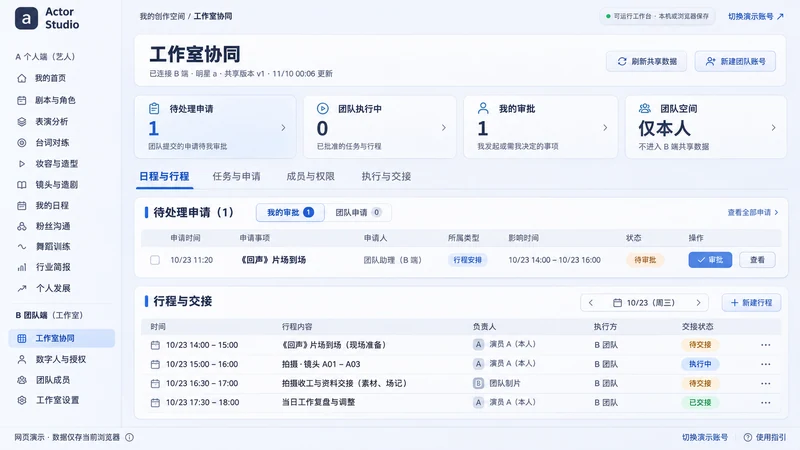 a
Actor
Studio
A 个人端（艺人）
我的首页
剧本与角色
表演分析
台词对练
妆容与造型
镜头与造剧
我的日程
粉丝沟通
舞蹈训练
行业简报
个人发展
B 团队端（工作室）
工作室协同
数字人与授权
团队成员
工作室设置
我的创作空间 / 工作室协同
可运行工作台 · 本机或浏览器保存
切换演示账号
工作室协同
已连接 B 端 · 明星 a · 共享版本 v1 · 11/10 00:06 更新
刷新共享数据
新建团队账号
待处理申请
1
团队提交的申请待我审批
团队执行中
0
已批准的任务与行程
我的审批
1
我发起或需我决定的事项
团队空间
仅本人
不进入 B 端共享数据
日程与行程 任务与申请 成员与权限 执行与交接
待处理申请（1） 我的审批 1 团队申请 0 查看全部申请
申请时间 申请事项 申请人 所属类型 影响时间 状态 操作
10/23 11:20 《回声》片场到场 团队助理（B 端） 行程安排 10/23 14:00 – 10/23 16:00 待审批 审批 查看
行程与交接 10/23（周三） + 新建行程
时间 行程内容 负责人 执行方 交接状态
10/23 14:00 – 15:00 《回声》片场到场（现场准备） A 演员 A（本人） B 团队 待交接 ···
10/23 15:00 – 16:00 拍摄 · 镜头 A01 – A03 A 演员 A（本人） B 团队 执行中 ···
10/23 16:30 – 17:00 拍摄收工与资料交接（素材、场记） B 团队制片 B 团队 待交接 ···
10/23 17:30 – 18:00 当日工作复盘与调整 A 演员 A（本人） B 团队 已交接 ···
网页演示 · 数据仅存当前浏览器 切换演示账号 使用指引